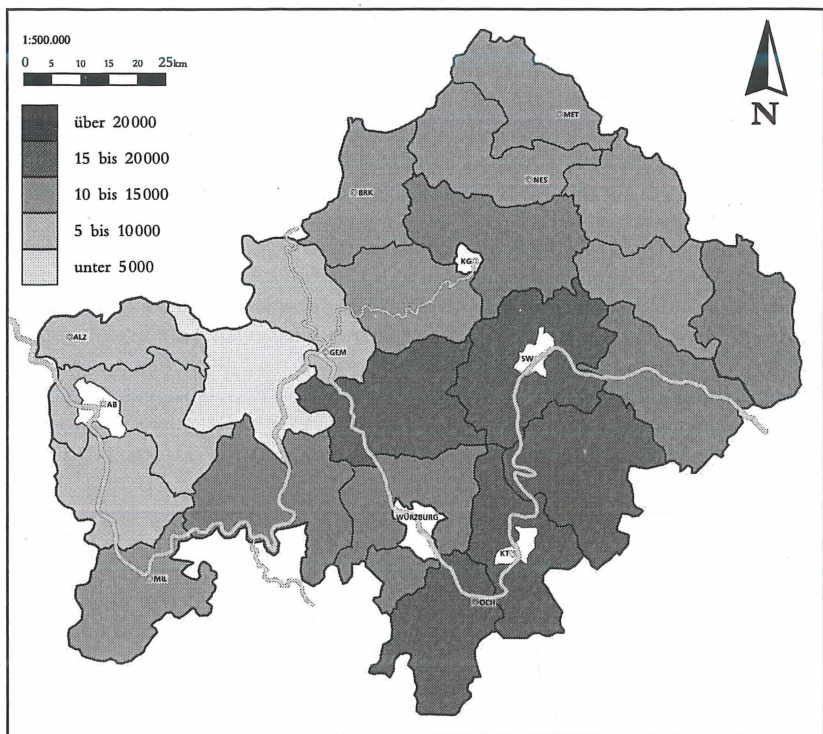 1:500.000
0 5 10 15 20 25km
über 20000
15 bis 20000
10 bis 15000
5 bis 10000
unter 5000
N
MET
NES
BRK
KG
ALZ
GEM
SW
AB
WÜRZBURG
KT
MIL
OCH